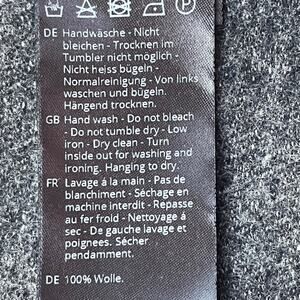 DE Handwäsche - Nicht
bleichen - Trocknen im
Tumbler nicht möglich -
Nicht heiss bügeln -
Normalreinigung - Von links
waschen und bügeln.
Hängend trocknen.
GB Hand wash - Do not bleach
- Do not tumble dry - Low
iron - Dry clean - Turn
inside out for washing and
ironing. Hanging to dry.
FR Lavage á la main - Pas de
blanchiment - Séchage en
machine interdit - Repasse
au fer froid - Nettoyage á
sec - De gauche lavage et
poignees. Sécher
pendamment.
DE 100% Wolle.